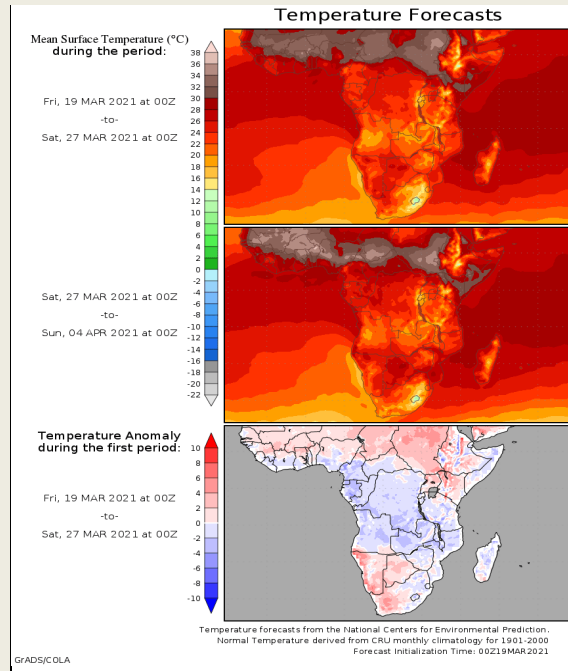 Temperature Forecasts
Mean Surface Temperature (°C)
during the period:
Fri, 19 MAR 2021 at 00Z
-to-
Sat, 27 MAR 2021 at 00Z
38
36
34
32
30
28
26
24
22
20
18
16
14
12
10
8
6
4
2
0
-2
-4
-6
-8
-10
-12
-14
-16
-18
-20
-22
Sat, 27 MAR 2021 at 00Z
-to-
Sun, 04 APR 2021 at 00Z
Temperature Anomaly
during the first period:
Fri, 19 MAR 2021 at 00Z
-to-
Sat, 27 MAR 2021 at 00Z
10
8
6
4
2
0
-2
-4
-6
-8
-10
Temperature forecasts from the National Centers for Environmental Prediction.
Normal Temperature derived from CRU monthly climatology for 1901-2000
Forecast Initialization Time: 00Z19MAR2021
GrADS/COLA